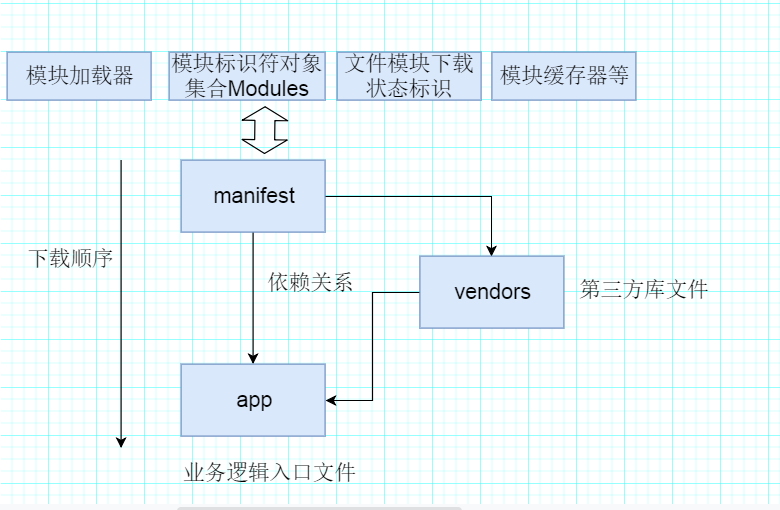 模块加载器
模块标识符对象
集合Modules
文件模块下载
状态标识
模块缓存器等
manifest
下载顺序
依赖关系
vendors
第三方库文件
app
业务逻辑入口文件